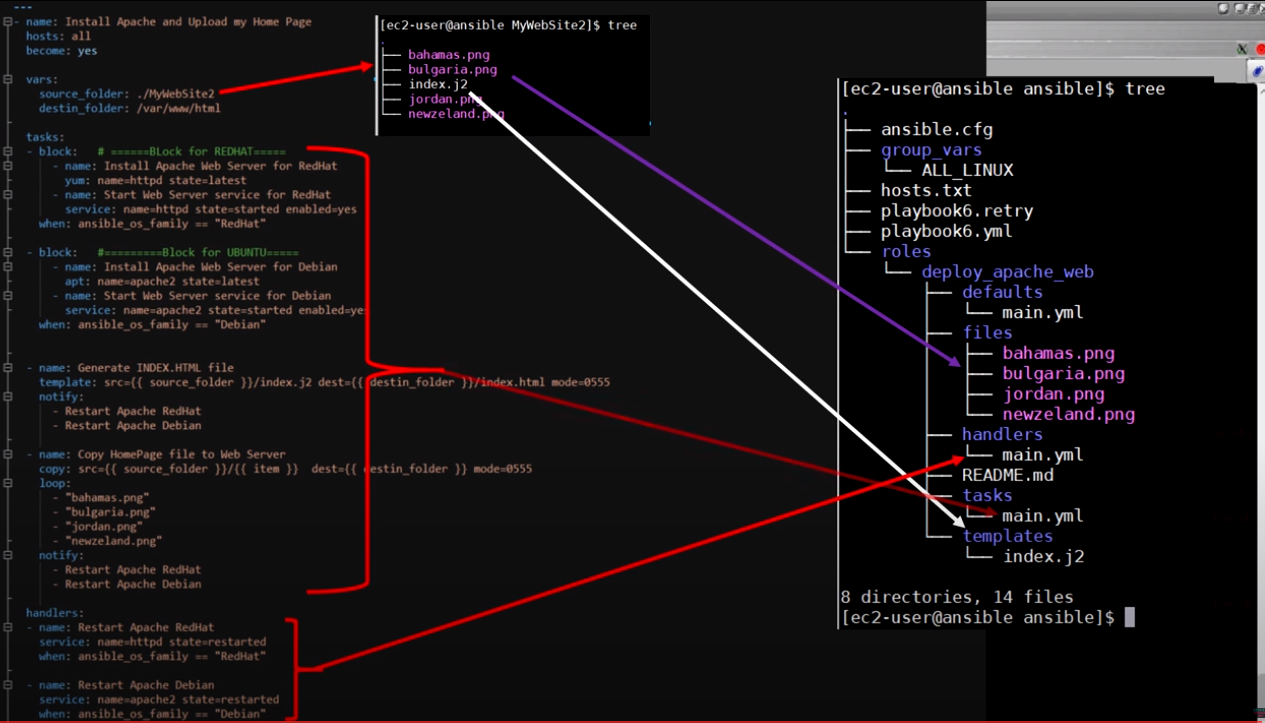 ---
- name: Install Apache and Upload my Home Page
hosts: all
become: yes
vars:
source_folder: ./MyWebSite2
destin_folder: /var/www/html
tasks:
- block: # ======BLock for REDHAT=====
- name: Install Apache Web Server for RedHat
yum: name=httpd state=latest
- name: Start Web Server service for RedHat
service: name=httpd state=started enabled=yes
when: ansible_os_family == "RedHat"
- block: #=========Block for UBUNTU=====
- name: Install Apache Web Server for Debian
apt: name=apache2 state=latest
- name: Start Web Server service for Debian
service: name=apache2 state=started enabled=yes
when: ansible_os_family == "Debian"
- name: Generate INDEX.HTML file
template: src={{ source_folder }}/index.j2 dest={{ destin_folder }}/index.html mode=0555
notify:
- Restart Apache RedHat
- Restart Apache Debian
- name: Copy HomePage file to Web Server
copy: src={{ source_folder }}/{{ item }} dest={{ destin_folder }} mode=0555
loop:
- "bahamas.png"
- "bulgaria.png"
- "jordan.png"
- "newzeland.png"
notify:
- Restart Apache RedHat
- Restart Apache Debian
handlers:
- name: Restart Apache RedHat
service: name=httpd state=restarted
when: ansible_os_family == "RedHat"
- name: Restart Apache Debian
service: name=apache2 state=restarted
when: ansible_os_family == "Debian"
[ec2-user@ansible MyWebSite2]$ tree
.
├── bahamas.png
├── bulgaria.png
├── index.j2
├── jordan.png
└── newzeland.png
[ec2-user@ansible ansible]$ tree
.
├── ansible.cfg
├── group_vars
│   └── ALL_LINUX
├── hosts.txt
├── playbook6.retry
├── playbook6.yml
└── roles
    └── deploy_apache_web
        ├── defaults
        │   └── main.yml
        ├── files
        │   ├── bahamas.png
        │   ├── bulgaria.png
        │   ├── jordan.png
        │   └── newzeland.png
        ├── handlers
        │   └── main.yml
        ├── README.md
        ├── tasks
        │   └── main.yml
        └── templates
            └── index.j2
8 directories, 14 files
[ec2-user@ansible ansible]$